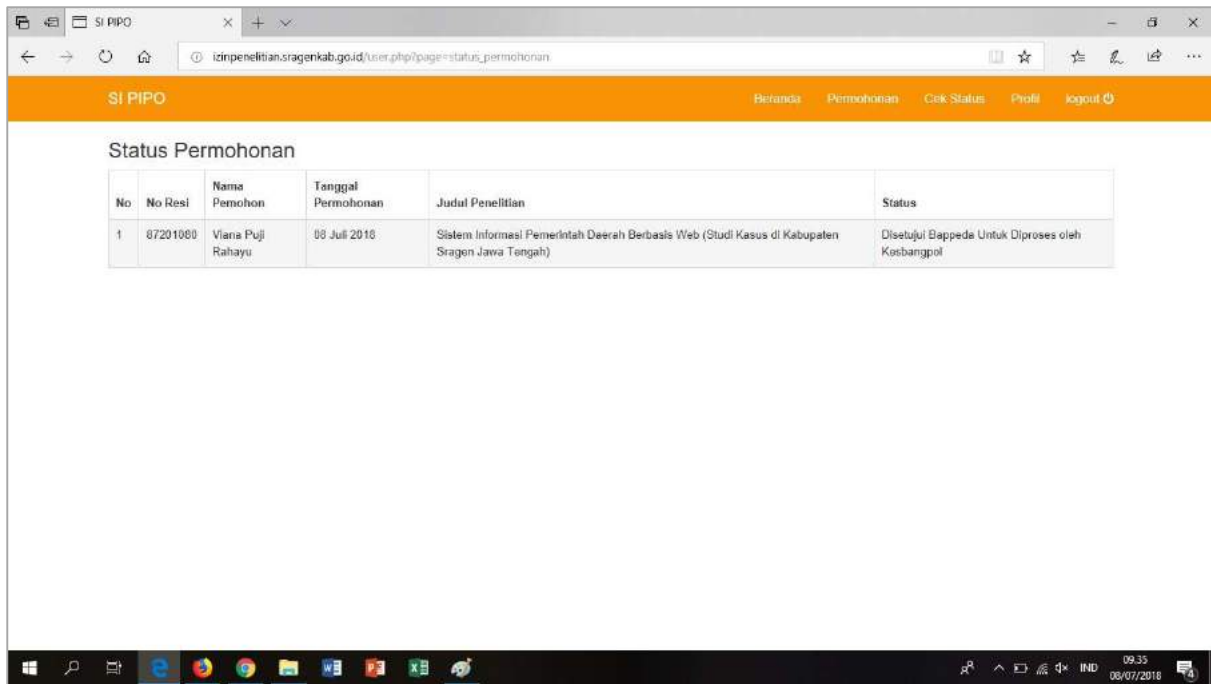 SI PIPO
izinpenelitian.sragenkab.go.id/user.php?page=status_permohonan
SI PIPO Beranda Permohonan Cek Status Profil logout
Status Permohonan
No No Resi Nama Pemohon Tanggal Permohonan Judul Penelitian Status
1 87201080 Viana Puji Rahayu 08 Juli 2018 Sistem Informasi Pemerintah Daerah Berbasis Web (Studi Kasus di Kabupaten Sragen Jawa Tengah) Disetujui Bappeda Untuk Diproses oleh Kesbangpol
IND
09.35
08/07/2018